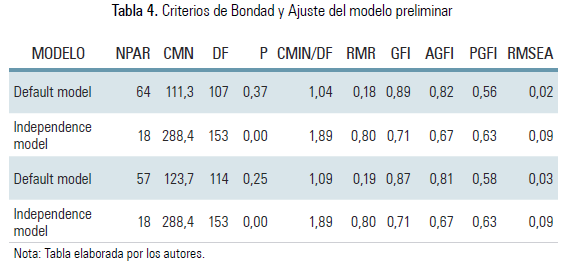 Tabla 4. Criterios de Bondad y Ajuste del modelo preliminar
MODELO NPAR CMN DF P CMIN/DF RMR GFI AGFI PGFI RMSEA
Default model 64 111,3 107 0,37 1,04 0,18 0,89 0,82 0,56 0,02
Independence model 18 288,4 153 0,00 1,89 0,80 0,71 0,67 0,63 0,09
Default model 57 123,7 114 0,25 1,09 0,19 0,87 0,81 0,58 0,03
Independence model 18 288,4 153 0,00 1,89 0,80 0,71 0,67 0,63 0,09
Nota: Tabla elaborada por los autores.